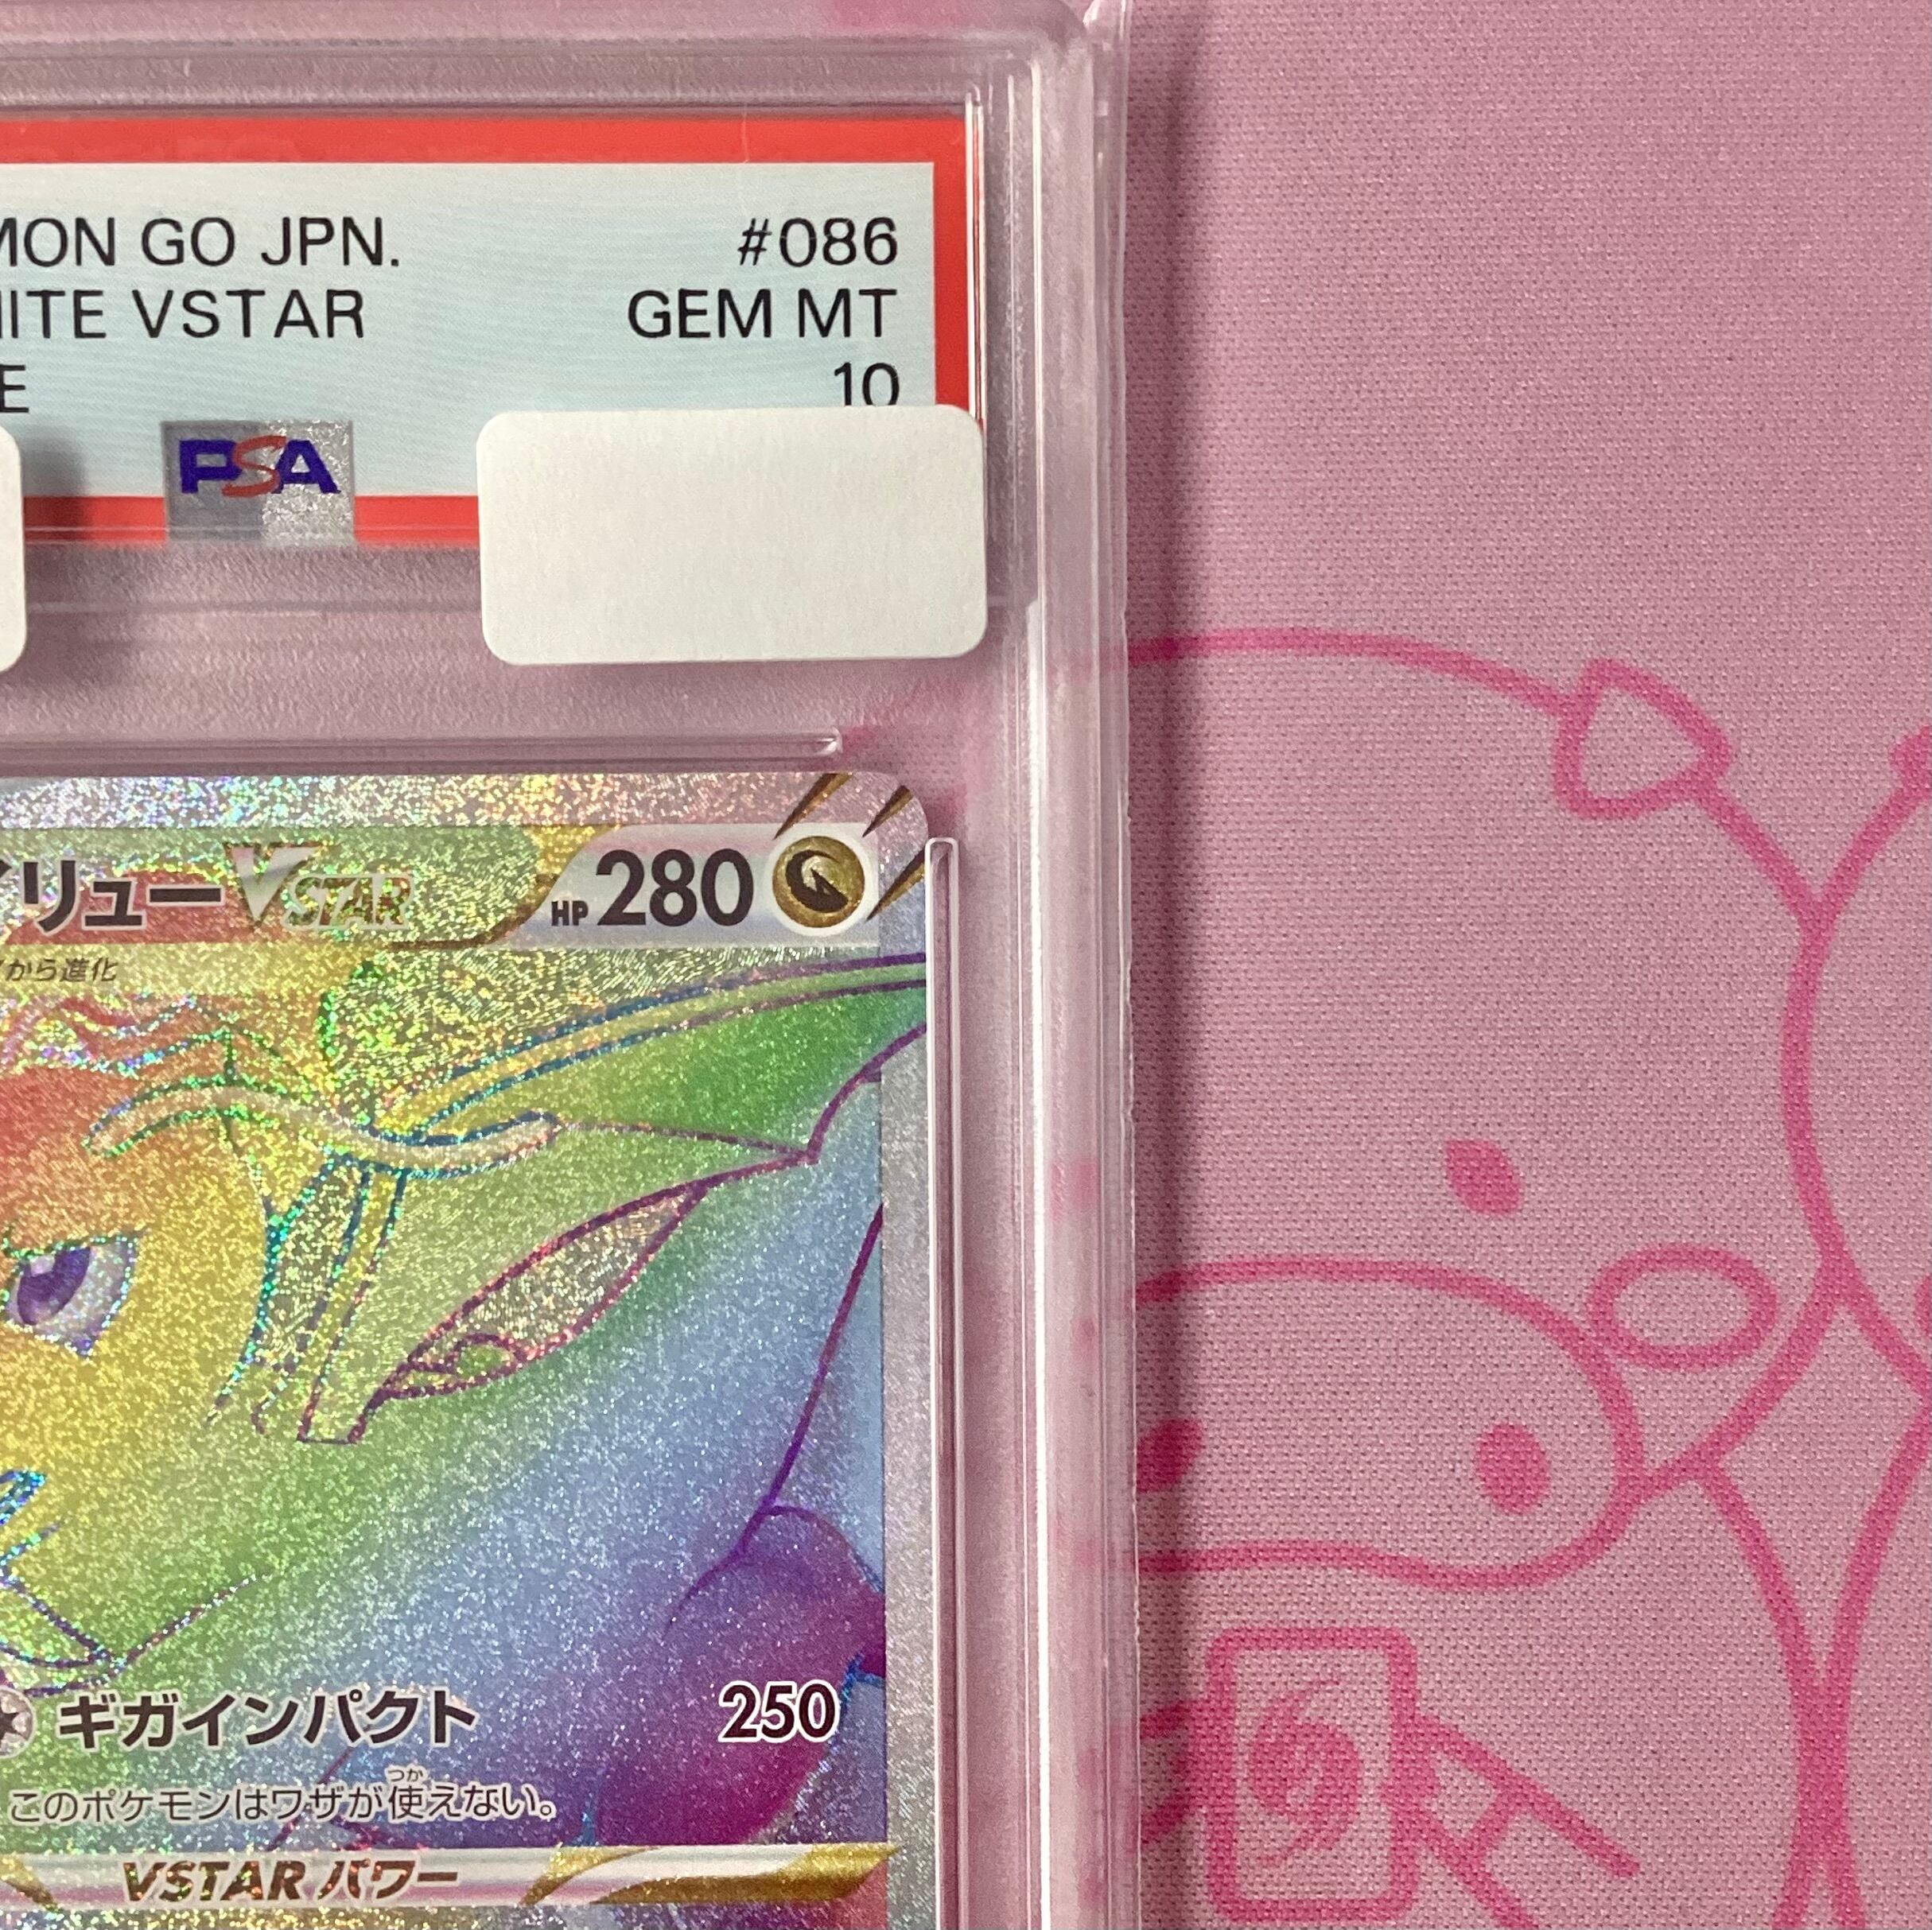 MON GO JPN. #086
NITE VSTAR GEM MT
E 10
PSA
イリューVSTAR HP 280
から進化
ギガインパクト 250
このポケモンはワザが使えない。
つか
VSTARパワー